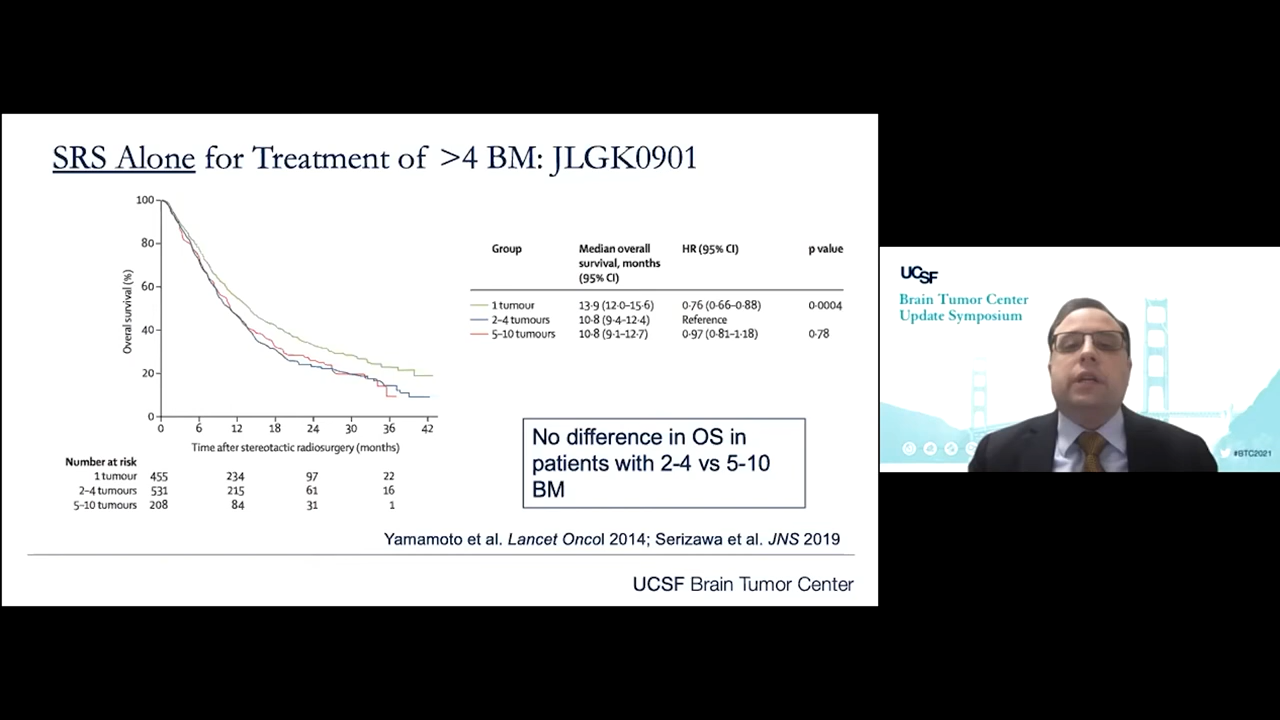 SRS Alone for Treatment of >4 BM: JLGK0901
100
80
60
40
20
0
Overall survival (%)
0 6 12 18 24 30 36 42
Time after stereotactic radiosurgery (months)
Number at risk
1 tumour 455 234 97 22
2–4 tumours 531 215 61 16
5–10 tumours 208 84 31 1
Group Median overall survival, months (95% CI) HR (95% CI) p value
1 tumour 13·9 (12·0–15·6) 0·76 (0·66–0·88) 0·0004
2–4 tumours 10·8 (9·4–12·4) Reference
5–10 tumours 10·8 (9·1–12·7) 0·97 (0·81–1·18) 0·78
No difference in OS in
patients with 2-4 vs 5-10
BM
Yamamoto et al. Lancet Oncol 2014; Serizawa et al. JNS 2019
UCSF Brain Tumor Center
UCSF
Brain Tumor Center
Update Symposium
#BTC2021